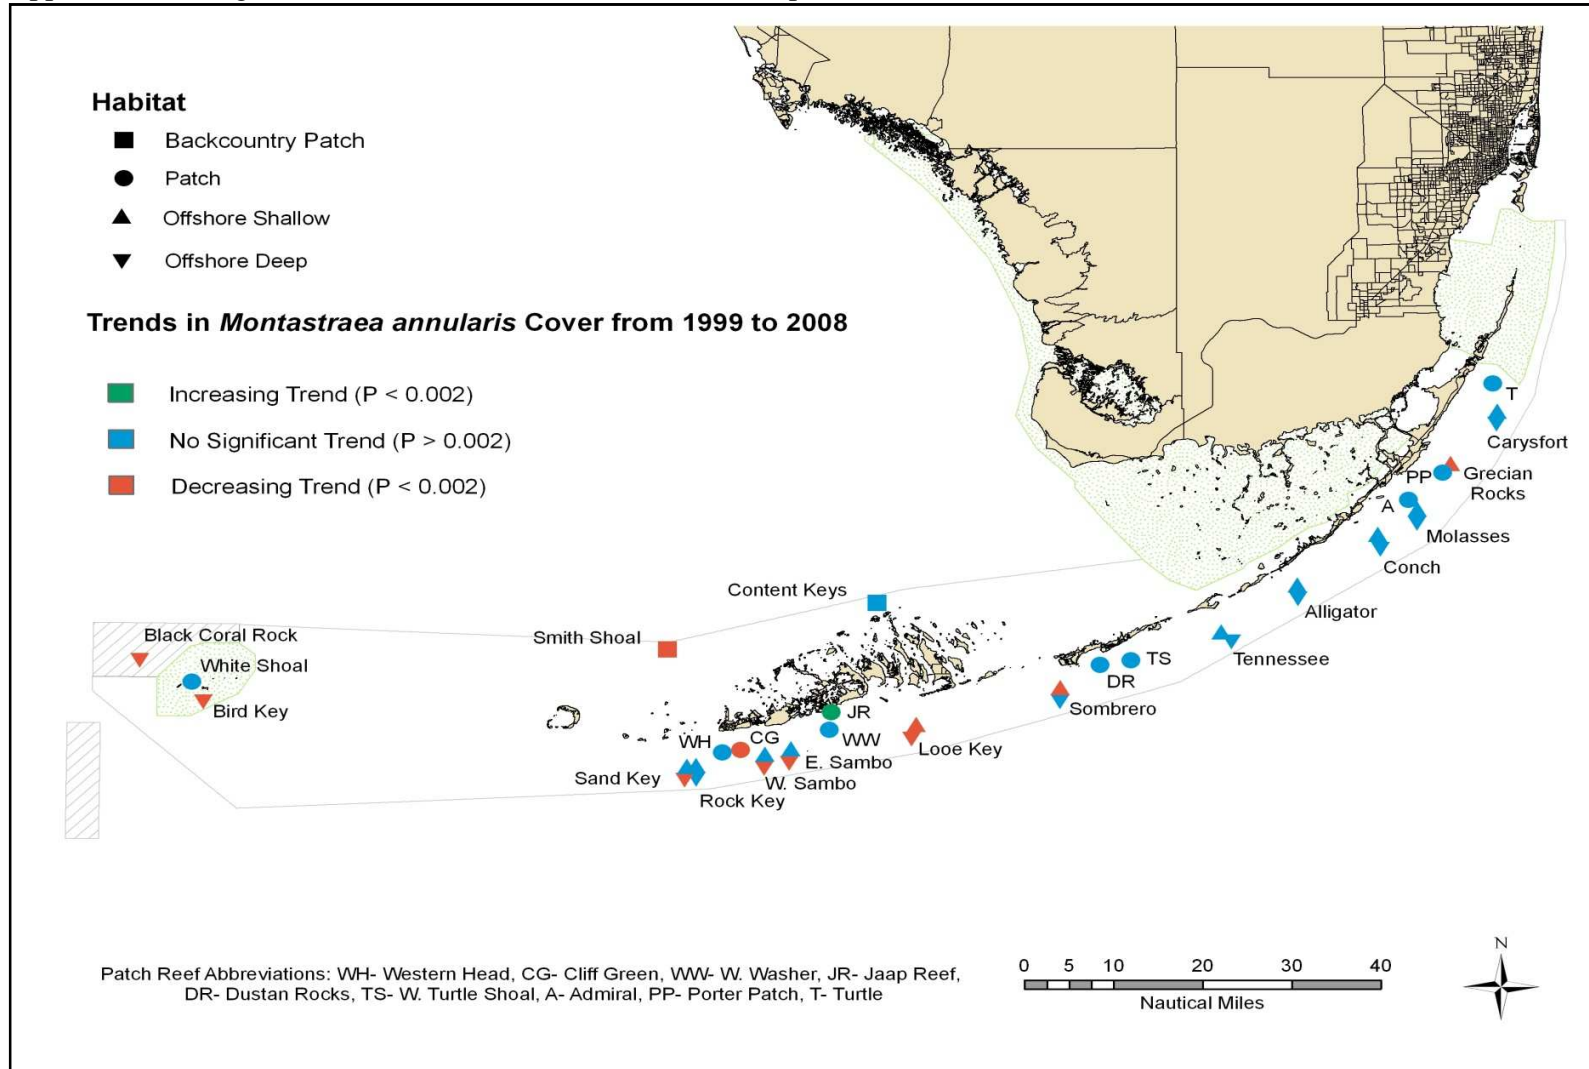 Habitat
Backcountry Patch
Patch
Offshore Shallow
Offshore Deep
Trends in Montastraea annularis Cover from 1999 to 2008
Increasing Trend (P < 0.002)
No Significant Trend (P > 0.002)
Decreasing Trend (P < 0.002)
T
Carysfort
PP
Grecian
Rocks
A
Molasses
Conch
Alligator
Tennessee
TS
DR
Sombrero
Content Keys
Smith Shoal
Black Coral Rock
White Shoal
Bird Key
JR
WW
Looe Key
WH
CG
E. Sambo
W. Sambo
Sand Key
Rock Key
Patch Reef Abbreviations: WH- Western Head, CG- Cliff Green, WW- W. Washer, JR- Jaap Reef,
DR- Dustan Rocks, TS- W. Turtle Shoal, A- Admiral, PP- Porter Patch, T- Turtle
0 5 10 20 30 40
Nautical Miles
N